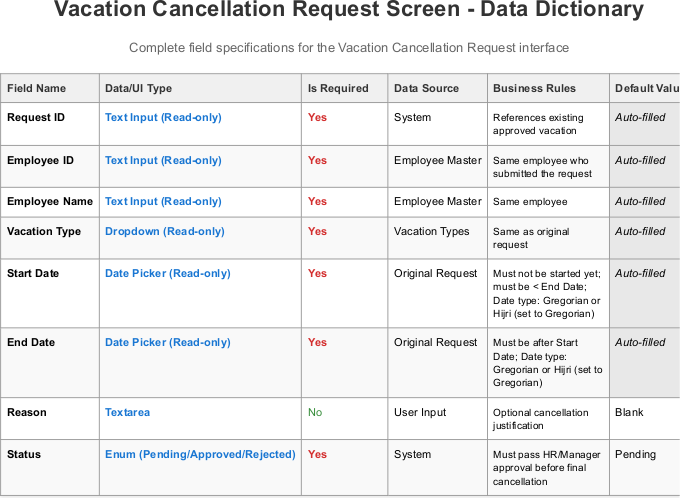 Vacation Cancellation Request Screen - Data Dictionary
Complete field specifications for the Vacation Cancellation Request interface
Field Name Data/UI Type Is Required Data Source Business Rules Default Valu
Request ID Text Input (Read-only) Yes System References existing Auto-filled
approved vacation
Employee ID Text Input (Read-only) Yes Employee Master Same employee who Auto-filled
submitted the request
Employee Name Text Input (Read-only) Yes Employee Master Same employee Auto-filled
Vacation Type Dropdown (Read-only) Yes Vacation Types Same as original Auto-filled
request
Start Date Date Picker (Read-only) Yes Original Request Must not be started yet; Auto-filled
must be < End Date;
Date type: Gregorian or
Hijri (set to Gregorian)
End Date Date Picker (Read-only) Yes Original Request Must be after Start Auto-filled
Date; Date type:
Gregorian or Hijri (set to
Gregorian)
Reason Textarea No User Input Optional cancellation Blank
justification
Status Enum (Pending/Approved/Rejected) Yes System Must pass HR/Manager Pending
approval before final
cancellation